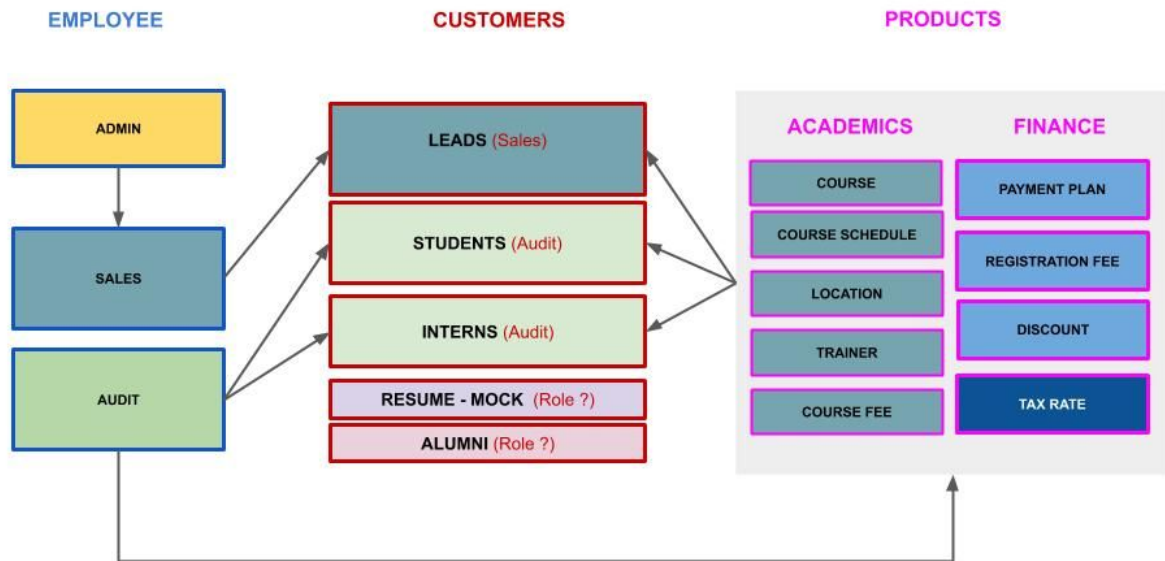 EMPLOYEE
CUSTOMERS
PRODUCTS
ADMIN
SALES
AUDIT
LEADS (Sales)
STUDENTS (Audit)
INTERNS (Audit)
RESUME - MOCK (Role ?)
ALUMNI (Role ?)
ACADEMICS
COURSE
COURSE SCHEDULE
LOCATION
TRAINER
COURSE FEE
FINANCE
PAYMENT PLAN
REGISTRATION FEE
DISCOUNT
TAX RATE